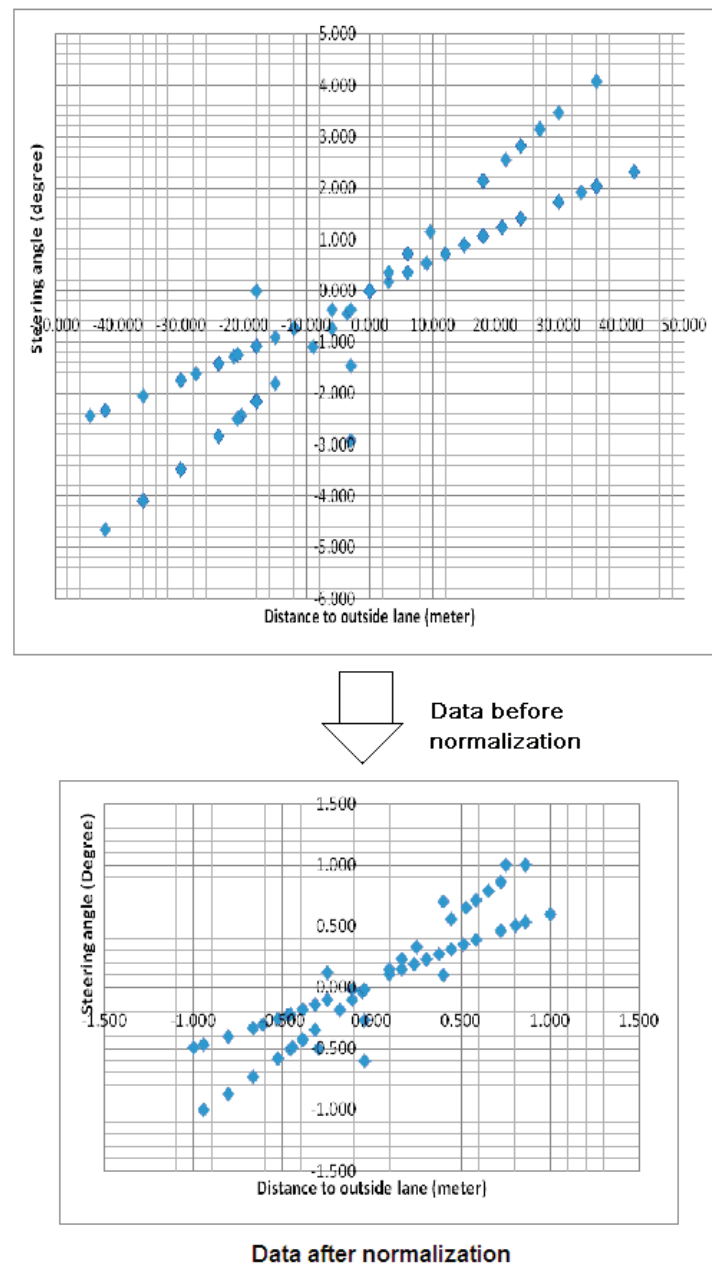 5.000
4.000
3.000
2.000
1.000
0.000
Steering angle (degree)
-40.000 -30.000 -20.000 -10.000 0.000 10.000 20.000 30.000 40.000 50.000
-1.000
-2.000
-3.000
-4.000
-5.000
-6.000
Distance to outside lane (meter)
Data before
normalization
1.500
1.000
0.500
0.000
Steering angle (Degree)
-1.500 -1.000 -0.500 0.000 0.500 1.000 1.500
-0.500
-1.000
-1.500
Distance to outside lane (meter)
Data after normalization